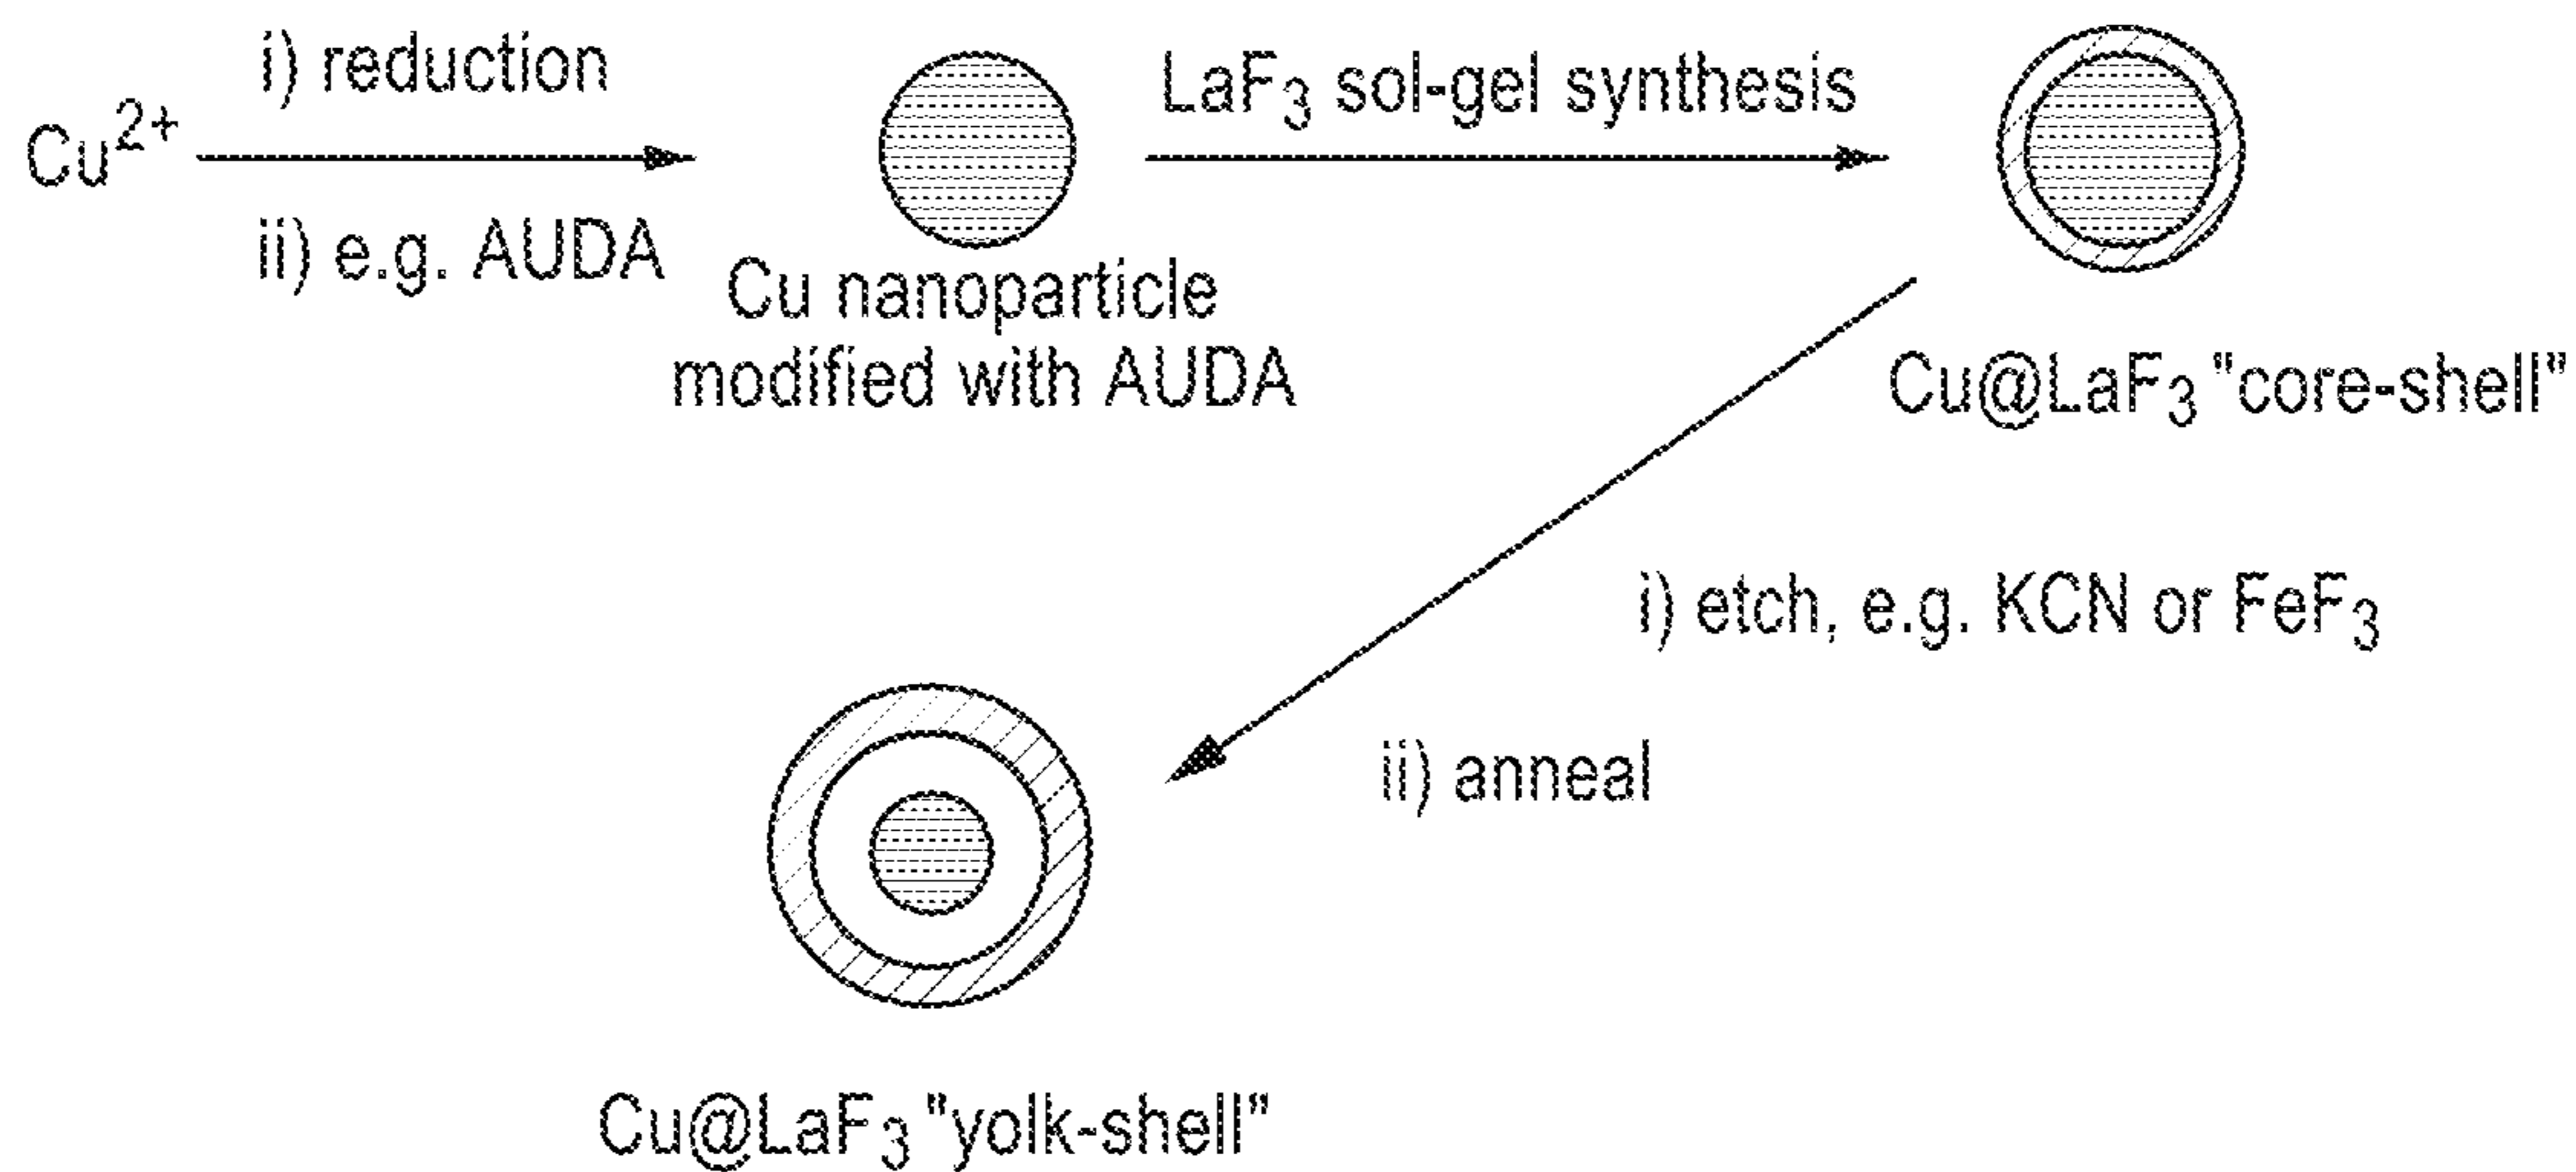 i) reduction
Cu2+
ii) e.g. AUDA
Cu nanoparticle
modified with AUDA
LaF3 sol-gel synthesis
Cu@LaF3 "core-shell"
i) etch, e.g. KCN or FeF3
ii) anneal
Cu@LaF3 "yolk-shell"